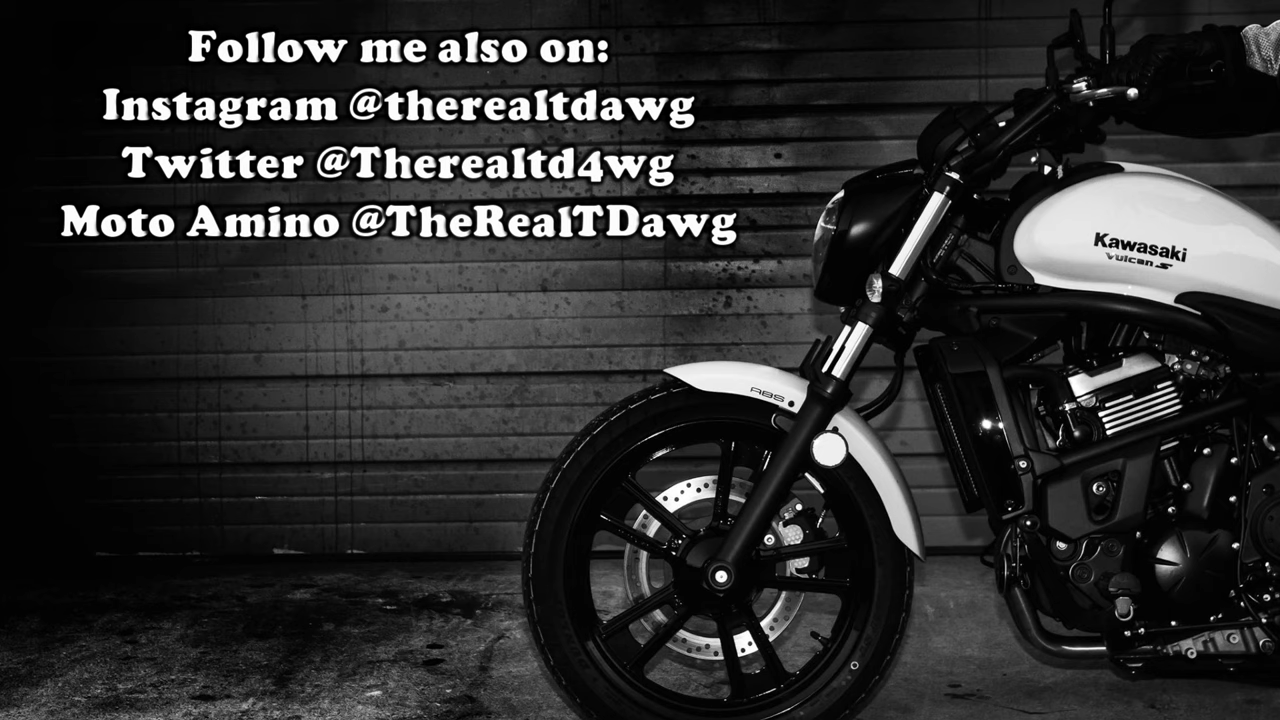 Follow me also on:
Instagram @therealtdawg
Twitter @Therealtd4wg
Moto Amino @TheRealTDawg
Kawasaki
Vulcan S
ABS